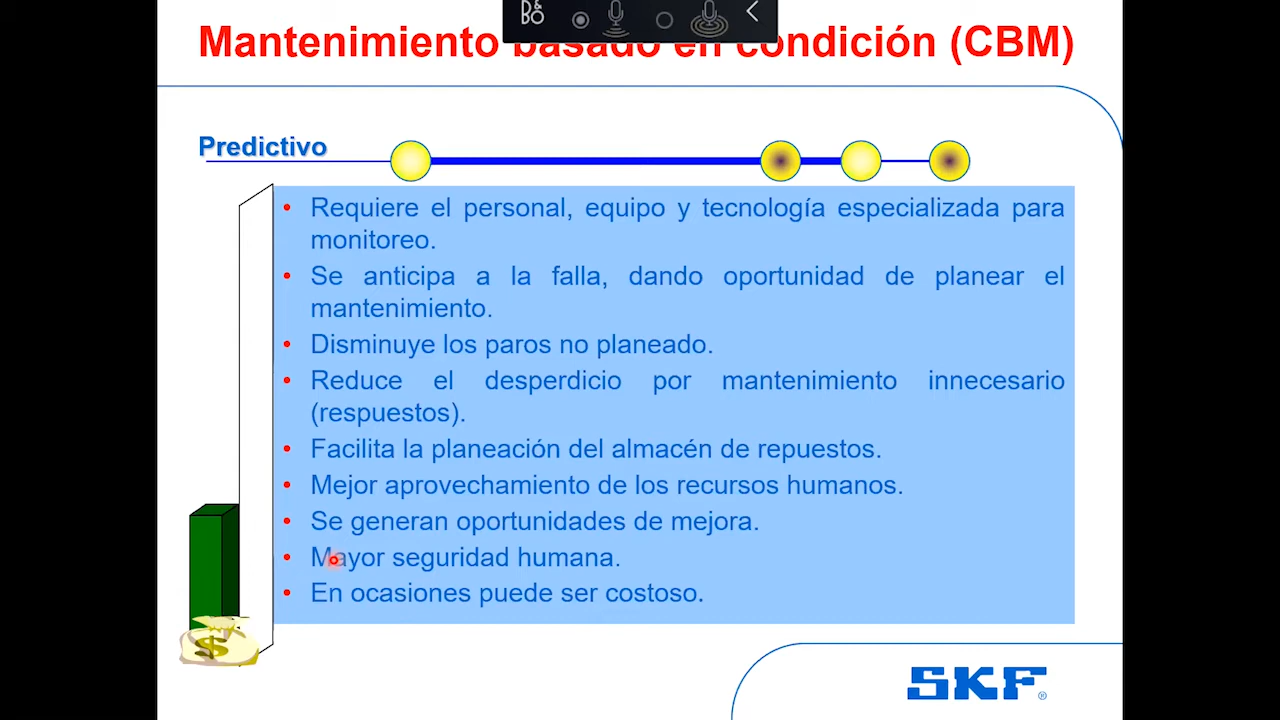 B&O
Mantenimiento basado en condición (CBM)
Predictivo
• Requiere el personal, equipo y tecnología especializada para
monitoreo.
• Se anticipa a la falla, dando oportunidad de planear el
mantenimiento.
• Disminuye los paros no planeado.
• Reduce el desperdicio por mantenimiento innecesario
(respuestos).
• Facilita la planeación del almacén de repuestos.
• Mejor aprovechamiento de los recursos humanos.
• Se generan oportunidades de mejora.
• Mayor seguridad humana.
• En ocasiones puede ser costoso.
$
SKF®